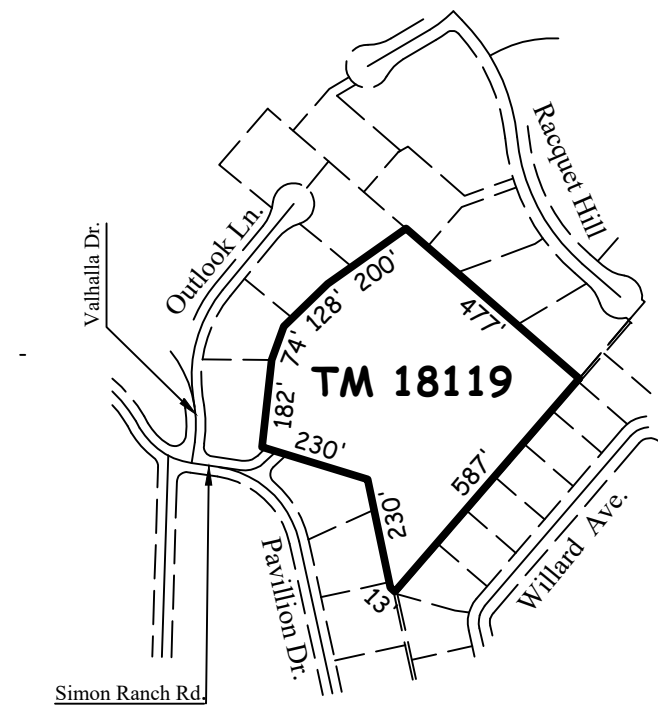 Racquet Hill
Outlook Ln.
Valhalla Dr.
200'
128'
477'
74'
TM 18119
182'
230'
587'
230'
Willard Ave.
Pavillion Dr.
13'
Simon Ranch Rd.